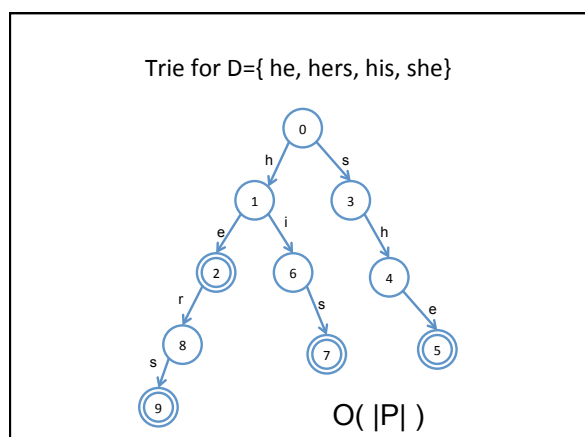 Trie for D={ he, hers, his, she}
0
h
s
1
3
e
i
h
2
6
4
r
s
e
8
7
5
s
9
O( |P| )